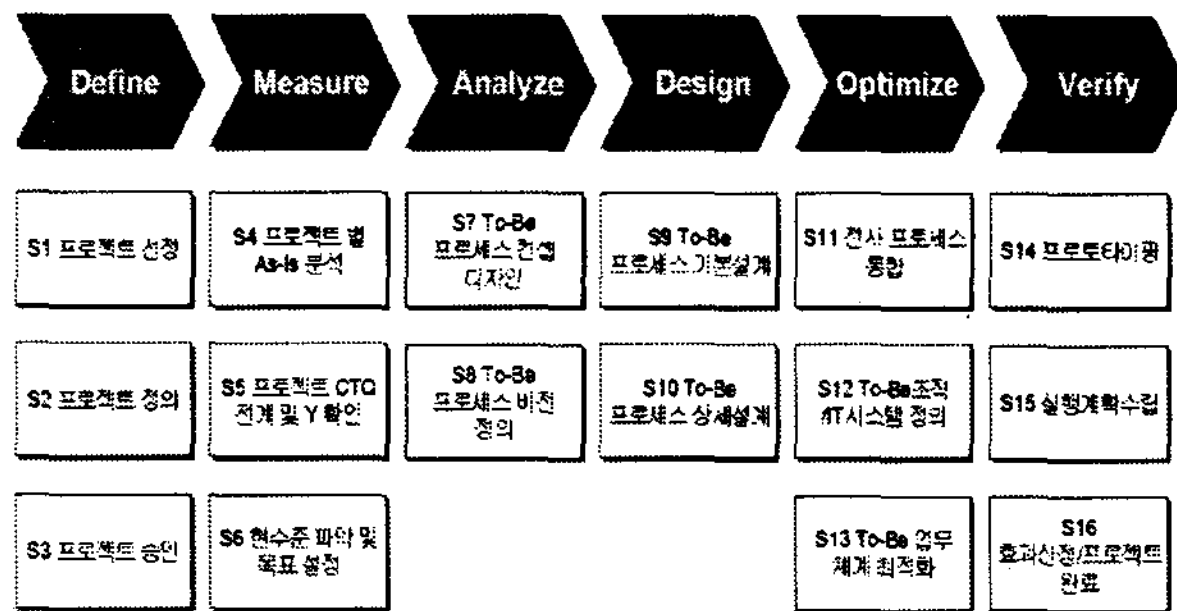 Define
Measure
Analyze
Design
Optimize
Verify
S1 프로젝트 선정
S4 프로젝트 별
As-Is 분석
S7 To-Be
프로세스 컨셉
디자인
S9 To-Be
프로세스 기본설계
S11 전사 프로세스
통합
S14 프로토타이핑
S2 프로젝트 정의
S5 프로젝트 CTQ
전개 및 Y 확인
S8 To-Be
프로세스 비전
정의
S10 To-Be
프로세스 상세설계
S12 To-Be조직
/IT시스템 정의
S15 실행계획수립
S3 프로젝트 승인
S6 현수준 파악 및
목표 설정
S13 To-Be 업무
체계 최적화
S16
효과산정/프로젝트
완료